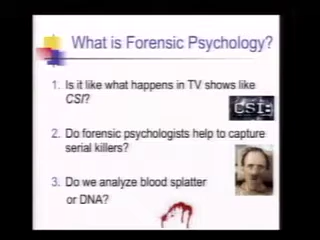 What is Forensic Psychology?
1. Is it like what happens in TV shows like
CSI?
CSI:
2. Do forensic psychologists help to capture
serial killers?
3. Do we analyze blood splatter
or DNA?